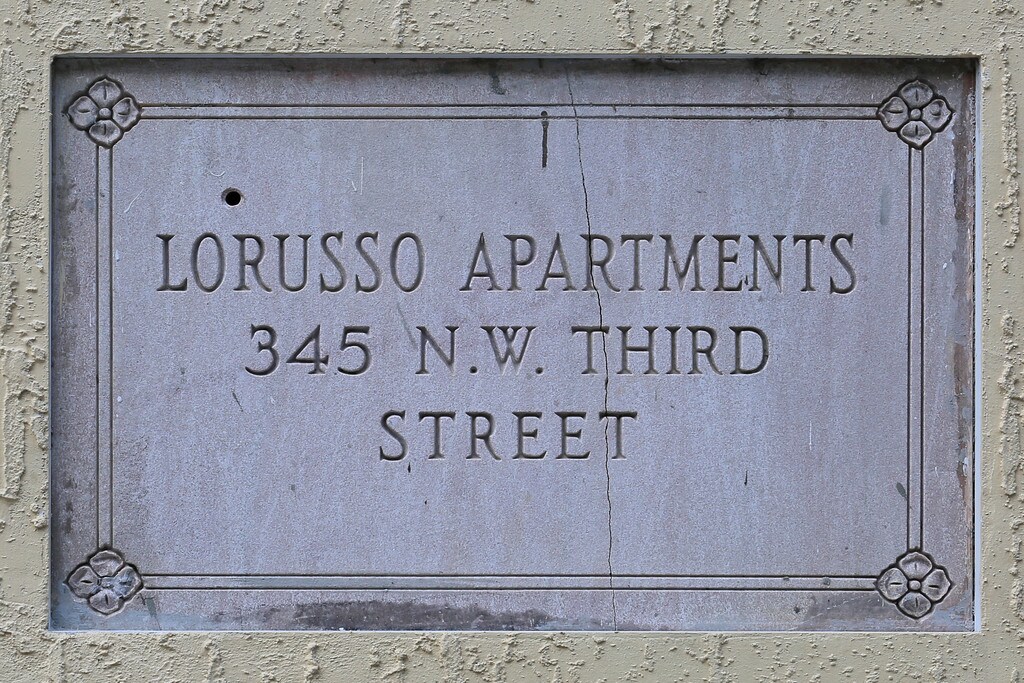 LORUSSO APARTMENTS
345 N.W. THIRD
STREET